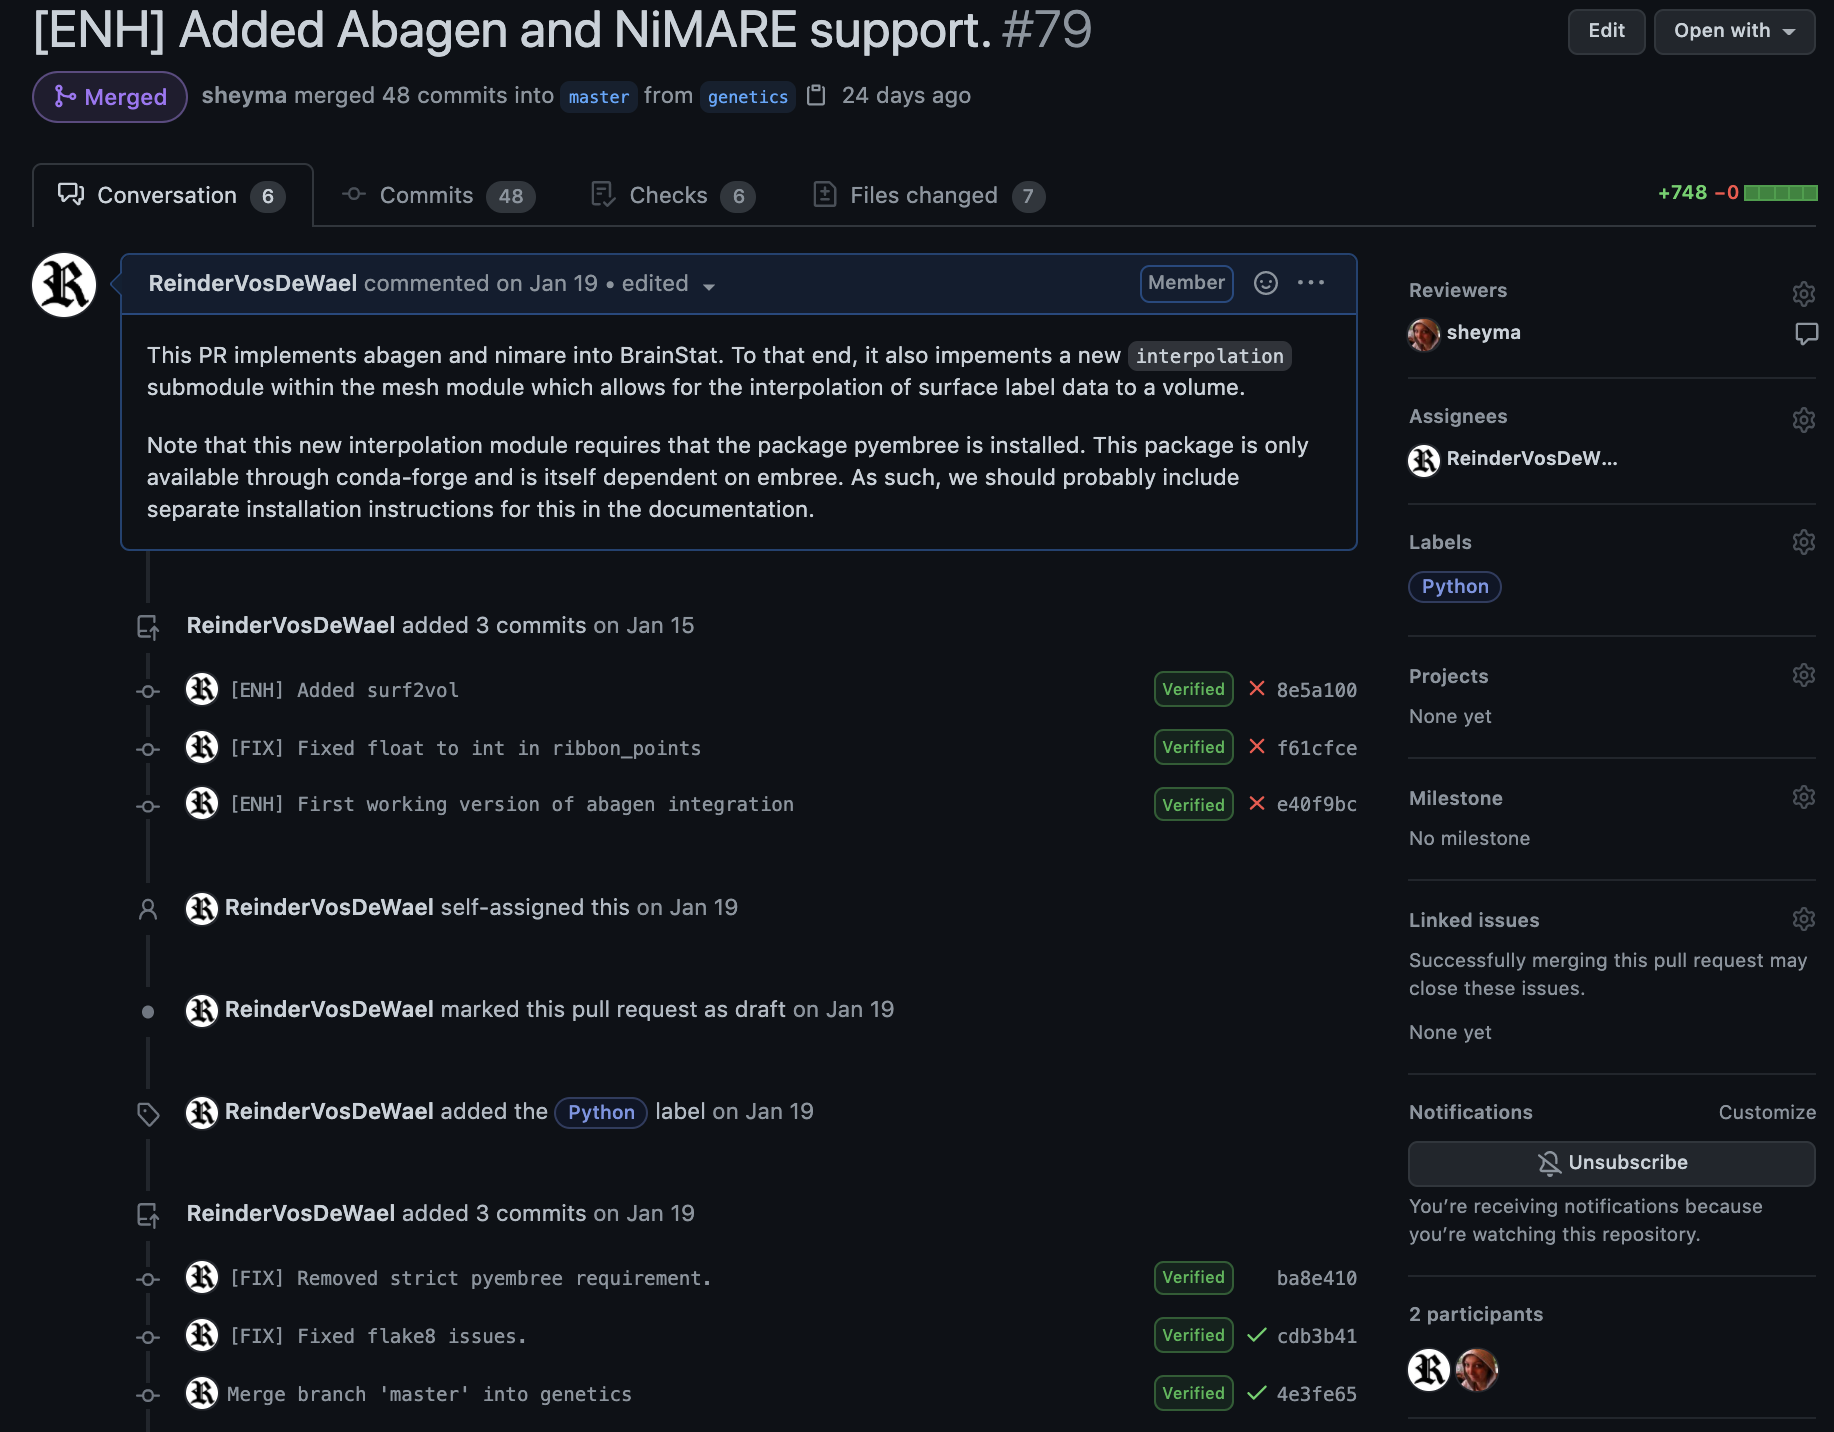 [ENH] Added Abagen and NiMARE support. #79
Edit
Open with
Merged
sheyma merged 48 commits into master from genetics 24 days ago
Conversation 6
Commits 48
Checks 6
Files changed 7
+748 −0
ReinderVosDeWael commented on Jan 19 • edited
Member
This PR implements abagen and nimare into BrainStat. To that end, it also impements a new interpolation
submodule within the mesh module which allows for the interpolation of surface label data to a volume.
Note that this new interpolation module requires that the package pyembree is installed. This package is only
available through conda-forge and is itself dependent on embree. As such, we should probably include
separate installation instructions for this in the documentation.
ReinderVosDeWael added 3 commits on Jan 15
[ENH] Added surf2vol Verified 8e5a100
[FIX] Fixed float to int in ribbon_points Verified f61cfce
[ENH] First working version of abagen integration Verified e40f9bc
ReinderVosDeWael self-assigned this on Jan 19
ReinderVosDeWael marked this pull request as draft on Jan 19
ReinderVosDeWael added the Python label on Jan 19
ReinderVosDeWael added 3 commits on Jan 19
[FIX] Removed strict pyembree requirement. Verified ba8e410
[FIX] Fixed flake8 issues. Verified cdb3b41
Merge branch 'master' into genetics Verified 4e3fe65
Reviewers
sheyma
Assignees
ReinderVosDeW...
Labels
Python
Projects
None yet
Milestone
No milestone
Linked issues
Successfully merging this pull request may
close these issues.
None yet
Notifications
Customize
Unsubscribe
You’re receiving notifications because
you’re watching this repository.
2 participants